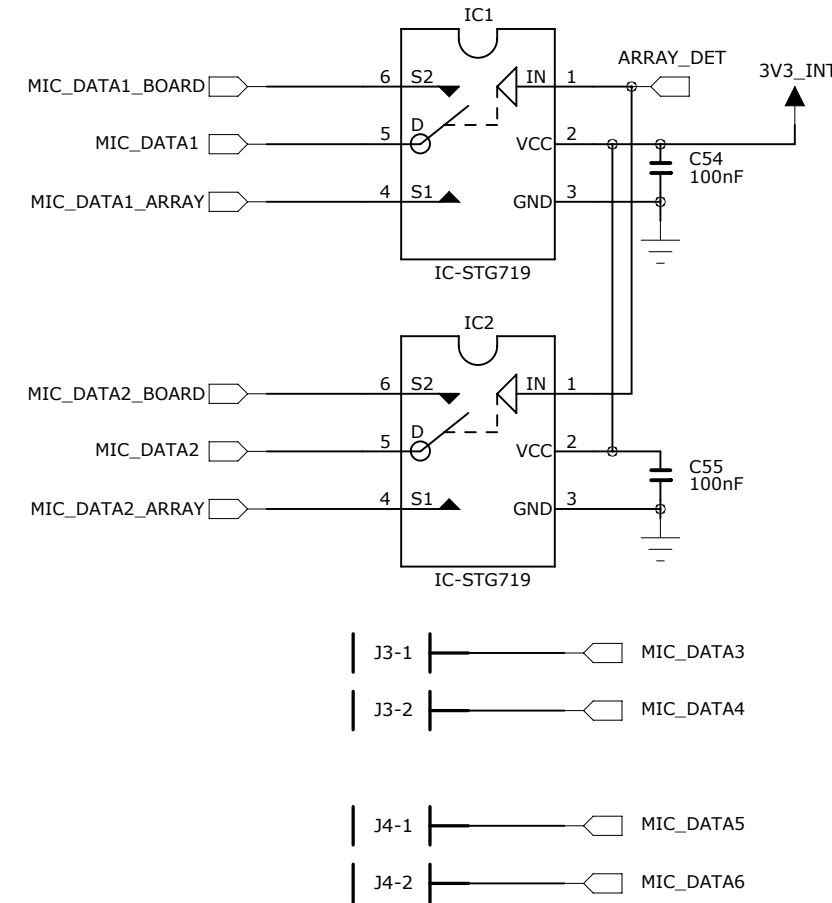 IC1
ARRAY_DET
3V3_INT
MIC_DATA1_BOARD 6 S2 IN 1
MIC_DATA1 5 D VCC 2
C54
100nF
MIC_DATA1_ARRAY 4 S1 GND 3
IC-STG719
IC2
MIC_DATA2_BOARD 6 S2 IN 1
MIC_DATA2 5 D VCC 2
C55
100nF
MIC_DATA2_ARRAY 4 S1 GND 3
IC-STG719
J3-1 MIC_DATA3
J3-2 MIC_DATA4
J4-1 MIC_DATA5
J4-2 MIC_DATA6